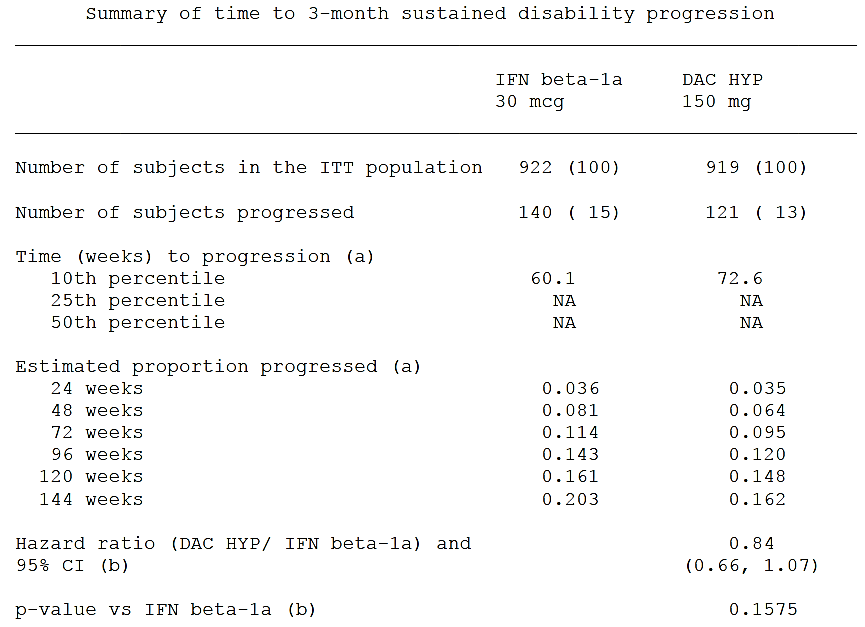 Summary of time to 3-month sustained disability progression
IFN beta-1a DAC HYP
30 mcg 150 mg
Number of subjects in the ITT population 922 (100) 919 (100)
Number of subjects progressed 140 ( 15) 121 ( 13)
Time (weeks) to progression (a)
10th percentile 60.1 72.6
25th percentile NA NA
50th percentile NA NA
Estimated proportion progressed (a)
24 weeks 0.036 0.035
48 weeks 0.081 0.064
72 weeks 0.114 0.095
96 weeks 0.143 0.120
120 weeks 0.161 0.148
144 weeks 0.203 0.162
Hazard ratio (DAC HYP/ IFN beta-1a) and 0.84
95% CI (b) (0.66, 1.07)
p-value vs IFN beta-1a (b) 0.1575